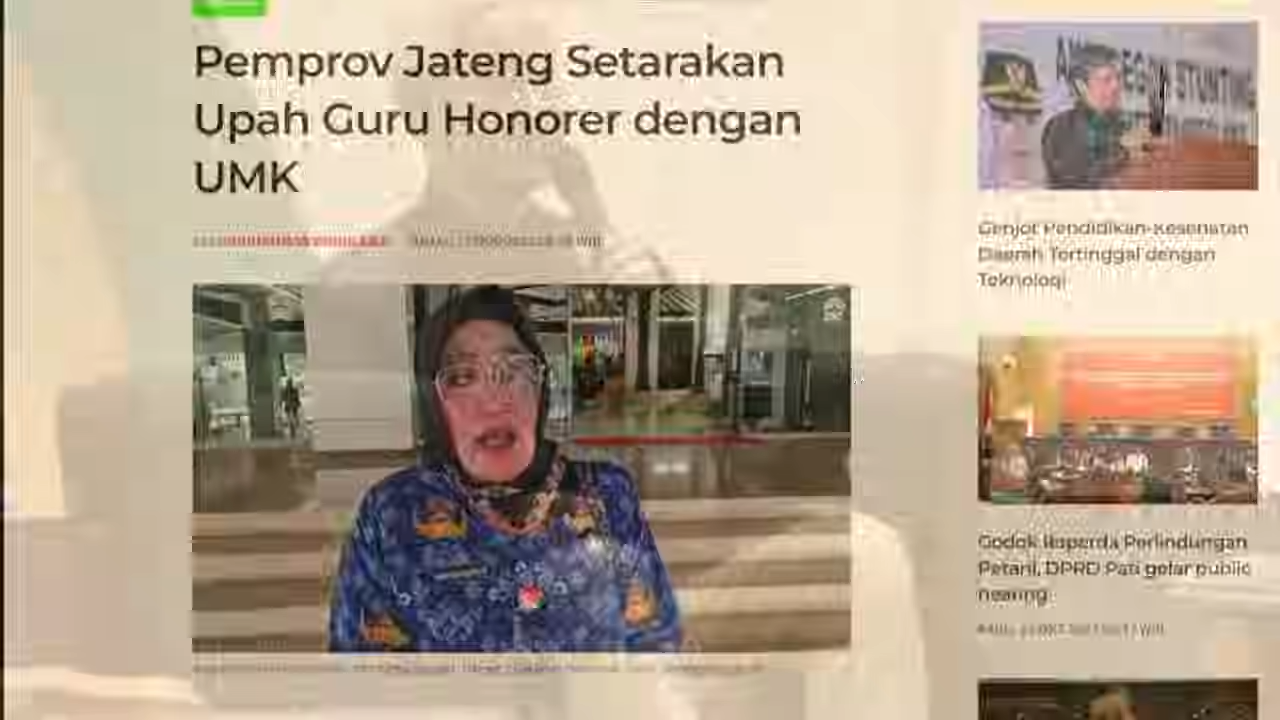 Pemprov Jateng Setarakan
Upah Guru Honorer dengan
UMK
STUNTING
Genjot Pendidikan-Kesehatan
Daerah Tertinggal dengan
Teknologi
Godok Raperda Perlindungan
Petani, DPRD Pati gelar public
hearing